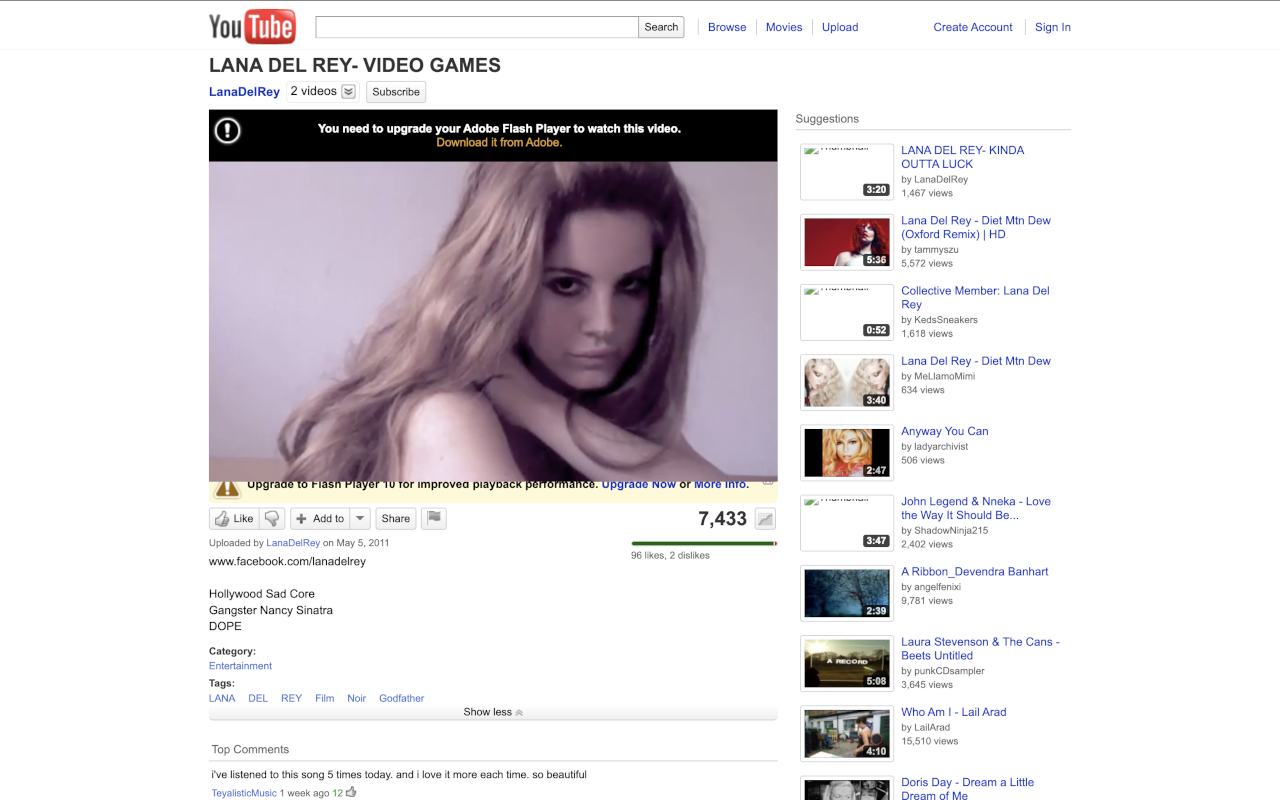 YouTube
Search
Browse
Movies
Upload
Create Account
Sign In
LANA DEL REY- VIDEO GAMES
LanaDelRey 2 videos Subscribe
You need to upgrade your Adobe Flash Player to watch this video.
Download it from Adobe.
Upgrade to Flash Player 10 for improved playback performance. Upgrade Now or More Info.
Like
Add to
Share
7,433
Uploaded by LanaDelRey on May 5, 2011
96 likes, 2 dislikes
www.facebook.com/lanadelrey
Hollywood Sad Core
Gangster Nancy Sinatra
DOPE
Category:
Entertainment
Tags:
LANA DEL REY Film Noir Godfather
Show less
Top Comments
i've listened to this song 5 times today. and i love it more each time. so beautiful
TeyalisticMusic 1 week ago 12
Suggestions
Thumbnail
3:20
LANA DEL REY- KINDA
OUTTA LUCK
by LanaDelRey
1,467 views
5:36
Lana Del Rey - Diet Mtn Dew
(Oxford Remix) | HD
by tammyszu
5,572 views
Thumbnail
0:52
Collective Member: Lana Del
Rey
by KedsSneakers
1,618 views
3:40
Lana Del Rey - Diet Mtn Dew
by MeLlamoMimi
634 views
2:47
Anyway You Can
by ladyarchivist
506 views
Thumbnail
3:47
John Legend & Nneka - Love
the Way It Should Be...
by ShadowNinja215
2,402 views
2:39
A Ribbon_Devendra Banhart
by angelfenixi
9,781 views
A RECORD
5:08
Laura Stevenson & The Cans -
Beets Untitled
by punkCDsampler
3,645 views
4:10
Who Am I - Lail Arad
by LailArad
15,510 views
Doris Day - Dream a Little
Dream of Me